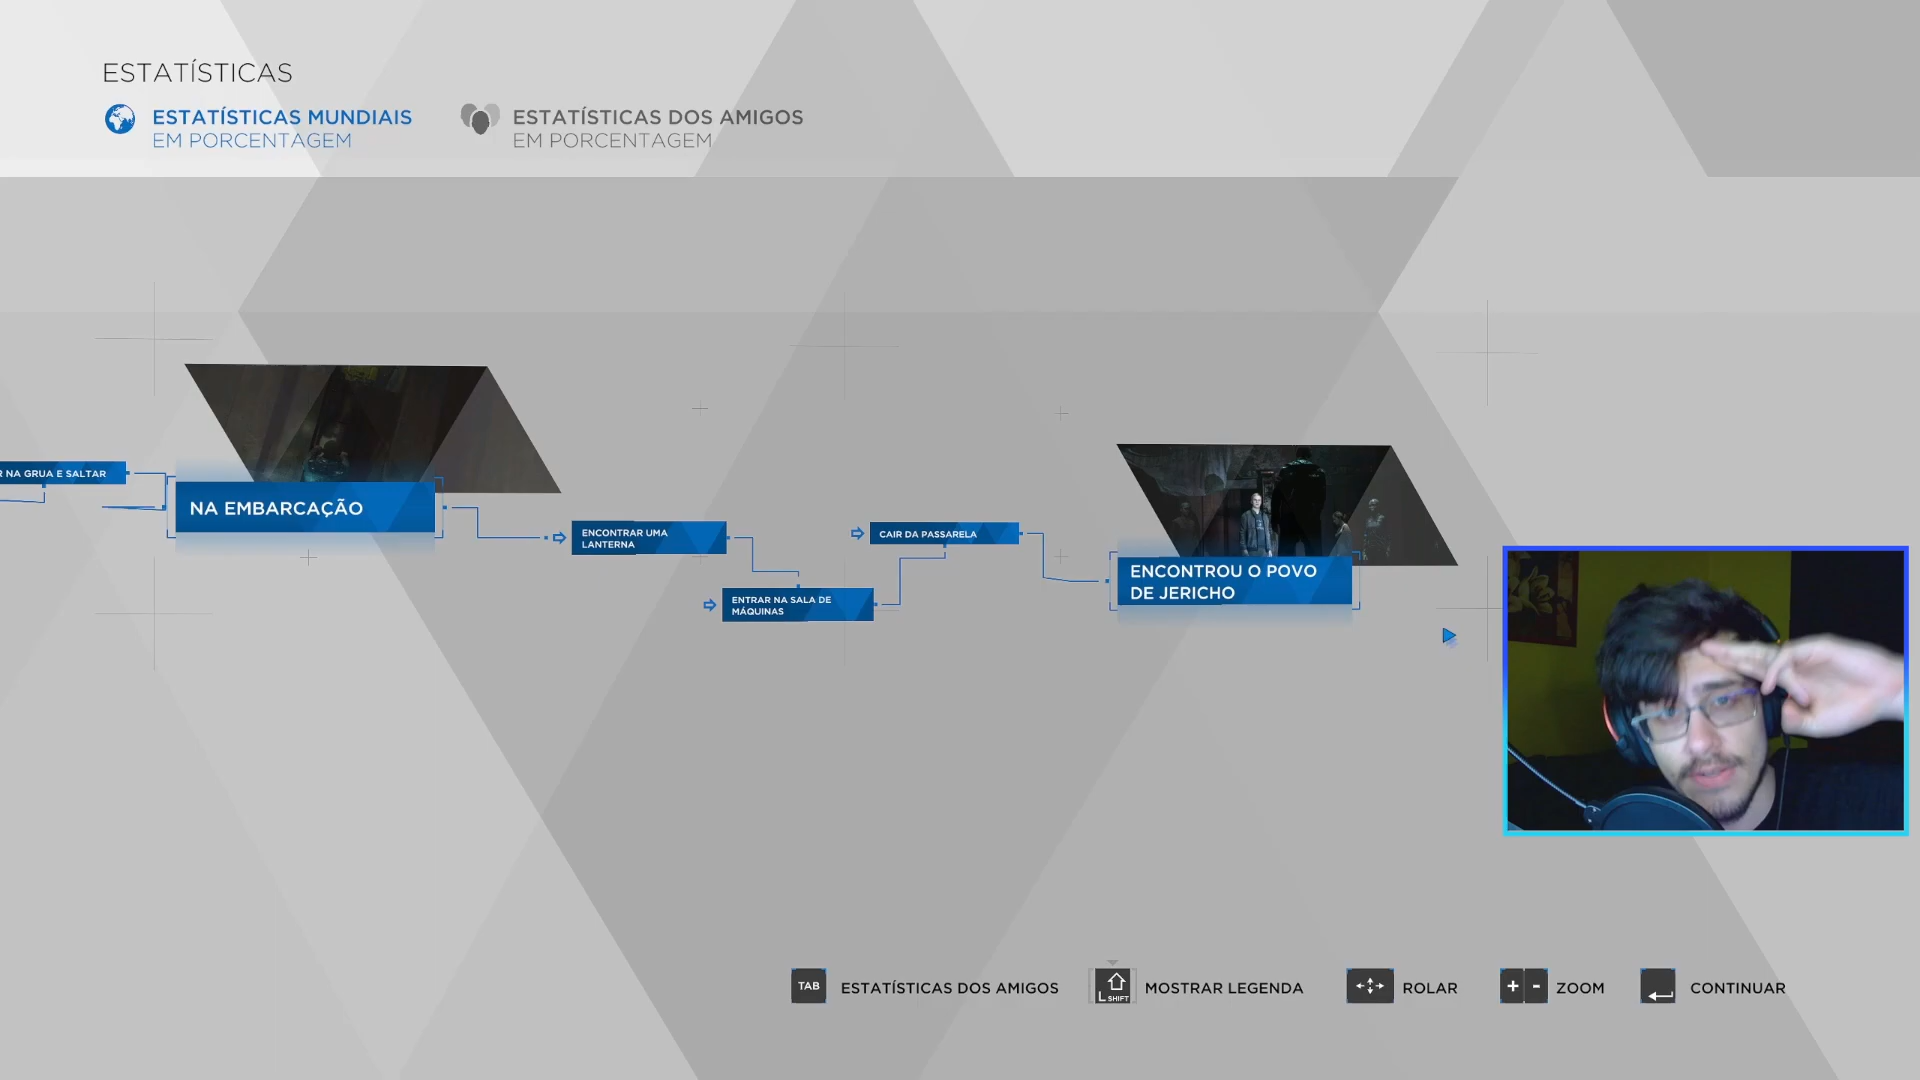 ESTATÍSTICAS
ESTATÍSTICAS MUNDIAIS
EM PORCENTAGEM
ESTATÍSTICAS DOS AMIGOS
EM PORCENTAGEM
R NA GRUA E SALTAR
NA EMBARCAÇÃO
ENCONTRAR UMA
LANTERNA
ENTRAR NA SALA DE
MÁQUINAS
CAIR DA PASSARELA
ENCONTROU O POVO
DE JERICHO
TAB ESTATÍSTICAS DOS AMIGOS
L SHIFT MOSTRAR LEGENDA
ROLAR
+ - ZOOM
CONTINUAR